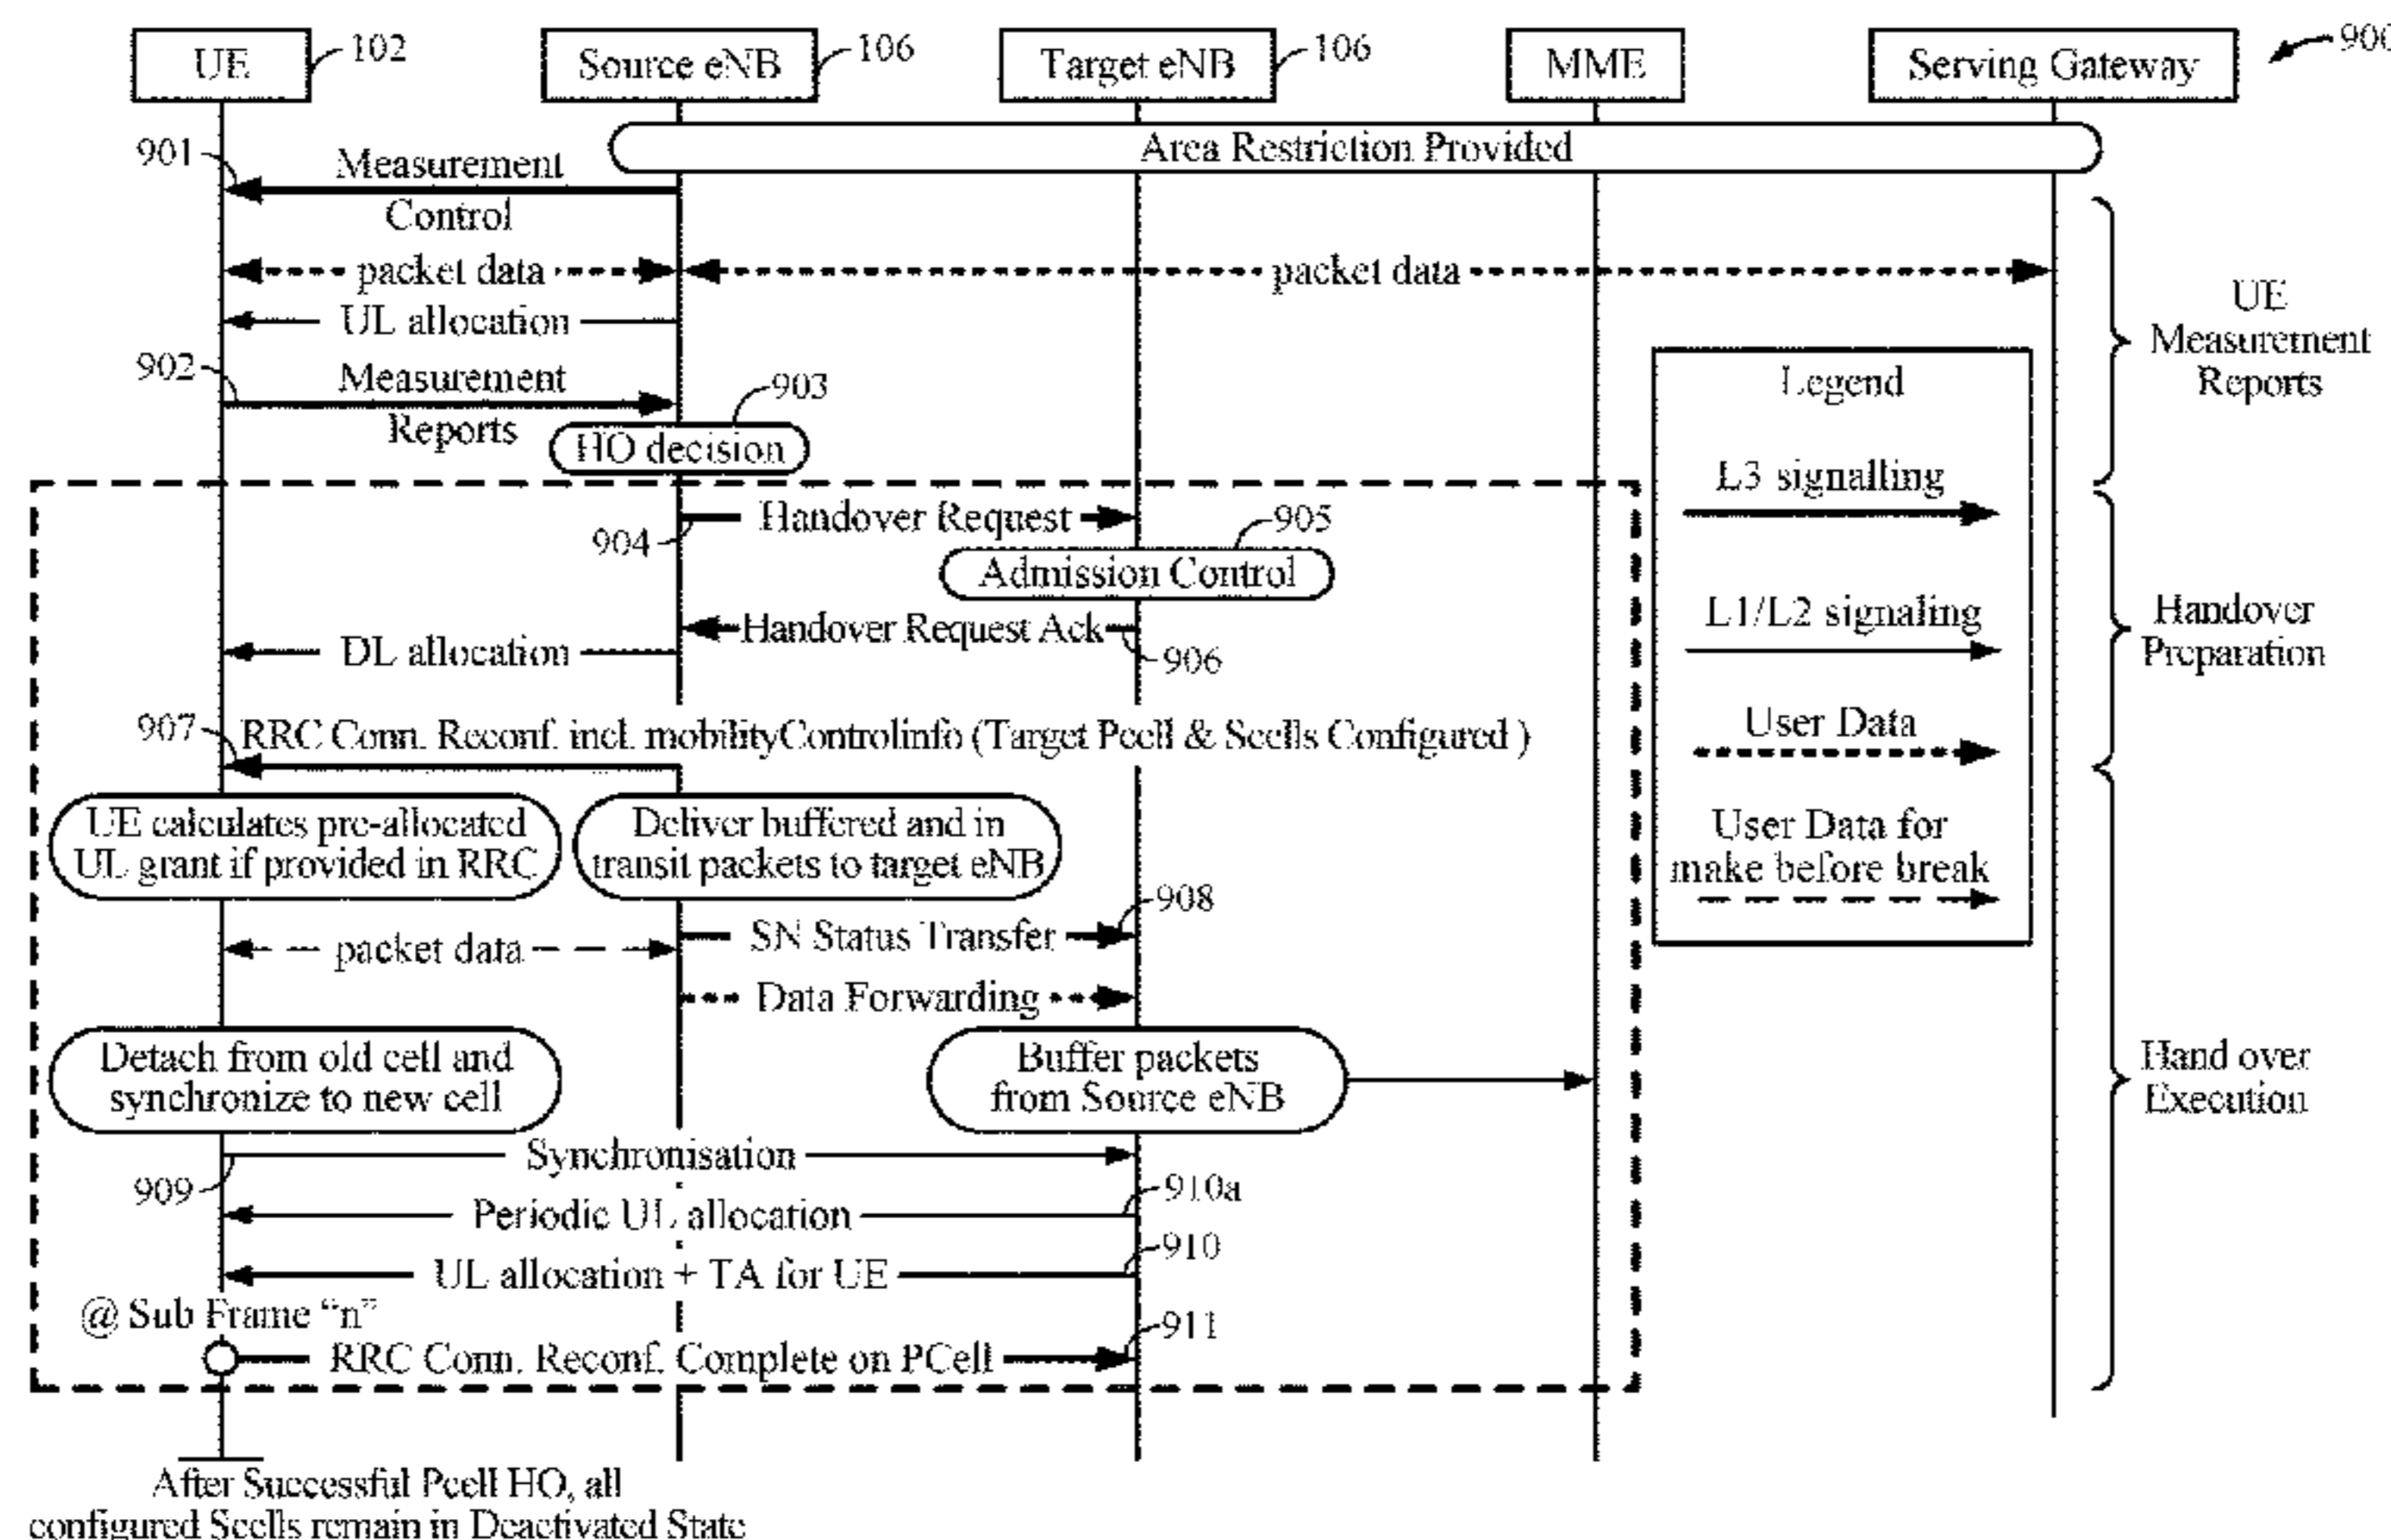 UE
102
Source eNB
106
Target eNB
106
MME
Serving Gateway
900
Area Restriction Provided
901
Measurement
Control
packet data
packet data
UL allocation
UE
Measurement
Reports
902
Measurement
Reports
903
HO decision
Legend
L3 signalling
L1/L2 signaling
User Data
User Data for
make before break
904
Handover Request
905
Admission Control
Handover Request Ack
906
DL allocation
Handover
Preparation
907
RRC Conn. Reconf. incl. mobilityControlinfo (Target Pcell & Scells Configured )
UE calculates pre-allocated
UL grant if provided in RRC
Deliver buffered and in
transit packets to target eNB
908
packet data
SN Status Transfer
Data Forwarding
Detach from old cell and
synchronize to new cell
Buffer packets
from Source eNB
Hand over
Execution
Synchronisation
909
910a
Periodic UL allocation
910
UL allocation + TA for UE
@ Sub Frame “n”
911
RRC Conn. Reconf. Complete on PCell
After Successful Pcell HO, all
configured Scells remain in Deactivated State